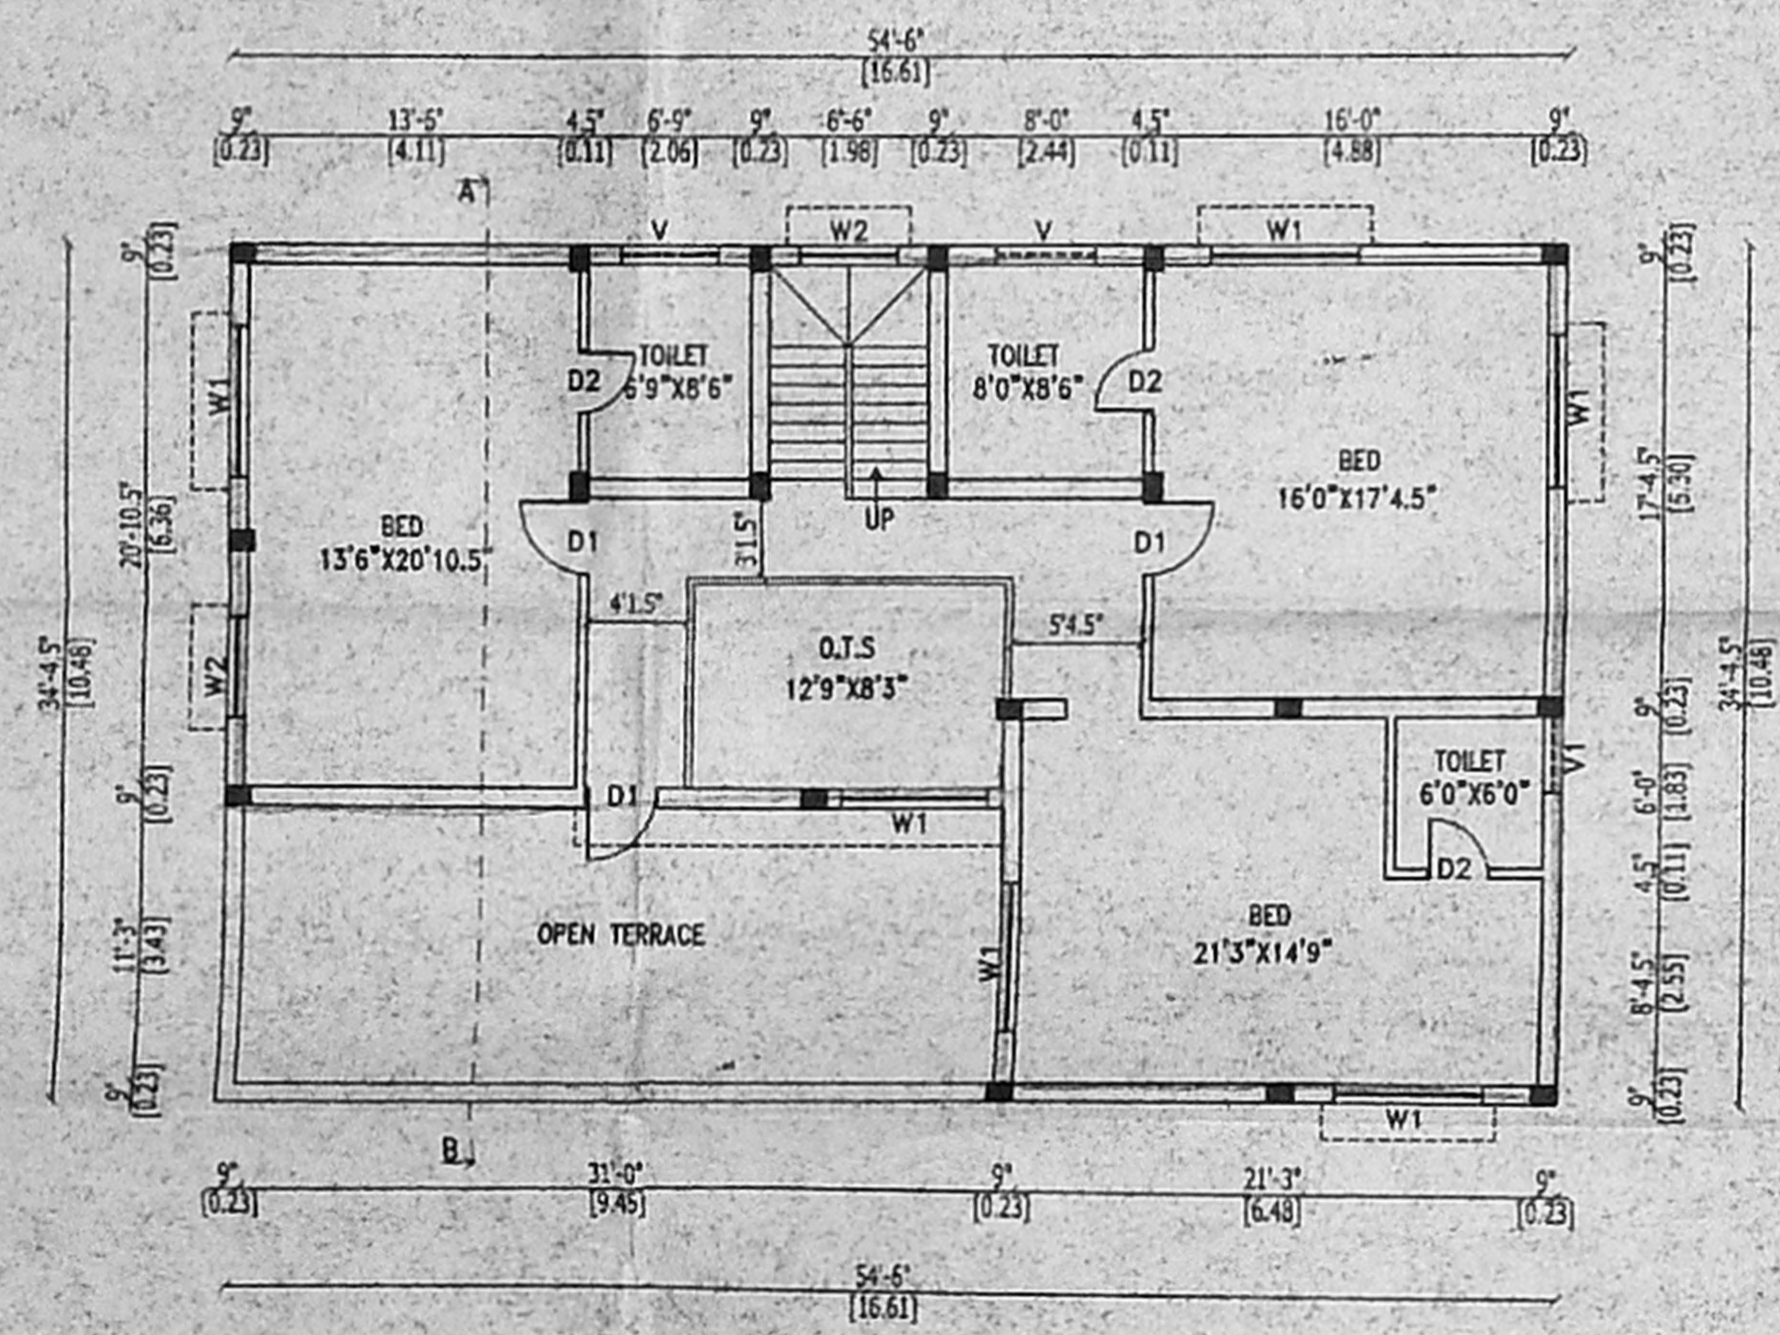 54'-6"
[16.61]
9" 13'-6" 4.5" 6'-9" 9" 6'-6" 9" 8'-0" 4.5" 16'-0" 9"
[0.23] [4.11] [0.11] [2.06] [0.23] [1.98] [0.23] [2.44] [0.11] [4.88] [0.23]
A
V W2 V W1
9"
[0.23]
9"
[0.23]
W1
D2
TOILET
6'9"X8'6"
TOILET
8'0"X8'6"
D2
W1
BED
16'0"X17'4.5"
17'-4.5"
[5.30]
20'-10.5"
[6.36]
BED
13'6"X20'10.5"
D1
3'1.5"
UP
D1
4'1.5"
5'4.5"
34'-4.5"
[10.48]
W2
O.T.S
12'9"X8'3"
9"
[0.23]
34'-4.5"
[10.48]
9"
[0.23]
D1
W1
TOILET
6'0"X6'0"
V1
6'-0"
[1.83]
D2
4.5"
[0.11]
11'-3"
[3.43]
OPEN TERRACE
W1
BED
21'3"X14'9"
8'-4.5"
[2.55]
9"
[0.23]
W1
9"
[0.23]
B
9" 31'-0" 9" 21'-3" 9"
[0.23] [9.45] [0.23] [6.48] [0.23]
54'-6"
[16.61]